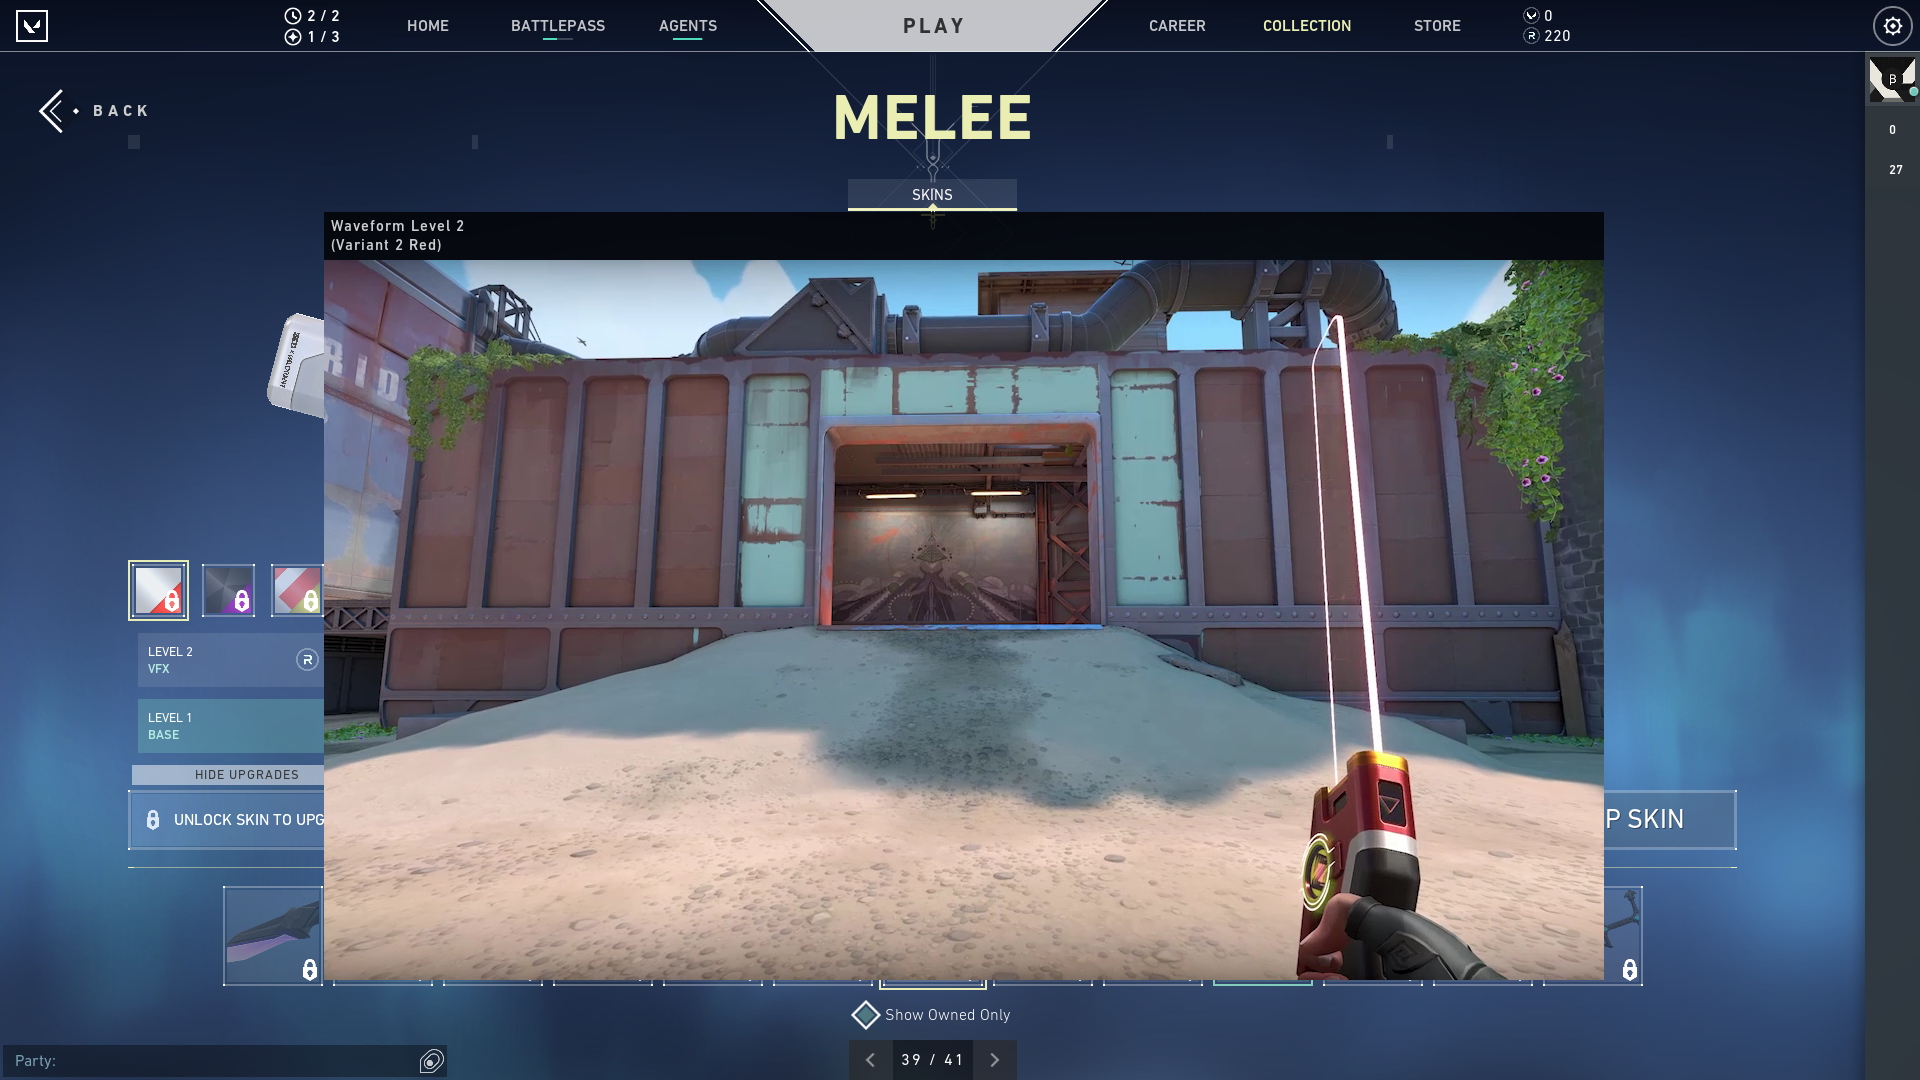 2 / 2
1 / 3
HOME
BATTLEPASS
AGENTS
PLAY
CAREER
COLLECTION
STORE
0
220
B
0
27
BACK
MELEE
SKINS
Waveform Level 2
(Variant 2 Red)
RID
LEVEL 2
VFX
R
LEVEL 1
BASE
HIDE UPGRADES
UNLOCK SKIN TO UPG
P SKIN
Show Owned Only
Party:
39 / 41